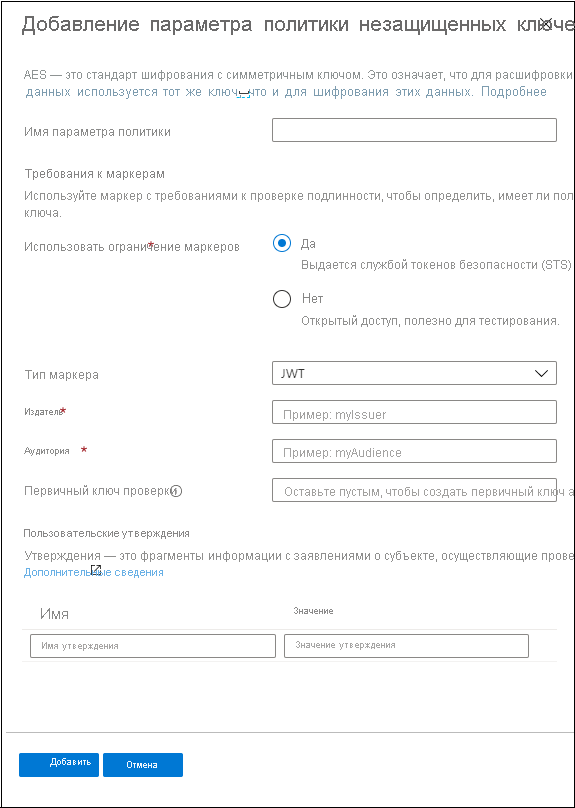 Добавление параметра политики незащищенных ключе
AES — это стандарт шифрования с симметричным ключом. Это означает, что для расшифровки
данных используется тот же ключ, что и для шифрования этих данных. Подробнее
Имя параметра политики
Требования к маркерам
Используйте маркер с требованиями к проверке подлинности, чтобы определить, имеет ли пол
ключа.
Использовать ограничение маркеров *
Да
Выдается службой токенов безопасности (STS)
Нет
Открытый доступ, полезно для тестирования.
Тип маркера
JWT
Издатель *
Пример: myIssuer
Аудитория *
Пример: myAudience
Первичный ключ проверки
Оставьте пустым, чтобы создать первичный ключ а
Пользовательские утверждения
Утверждения — это фрагменты информации с заявлениями о субъекте, осуществляющие прове
Дополнительные сведения
Имя
Значение
Имя утверждения
Значение утверждения
Добавить
Отмена